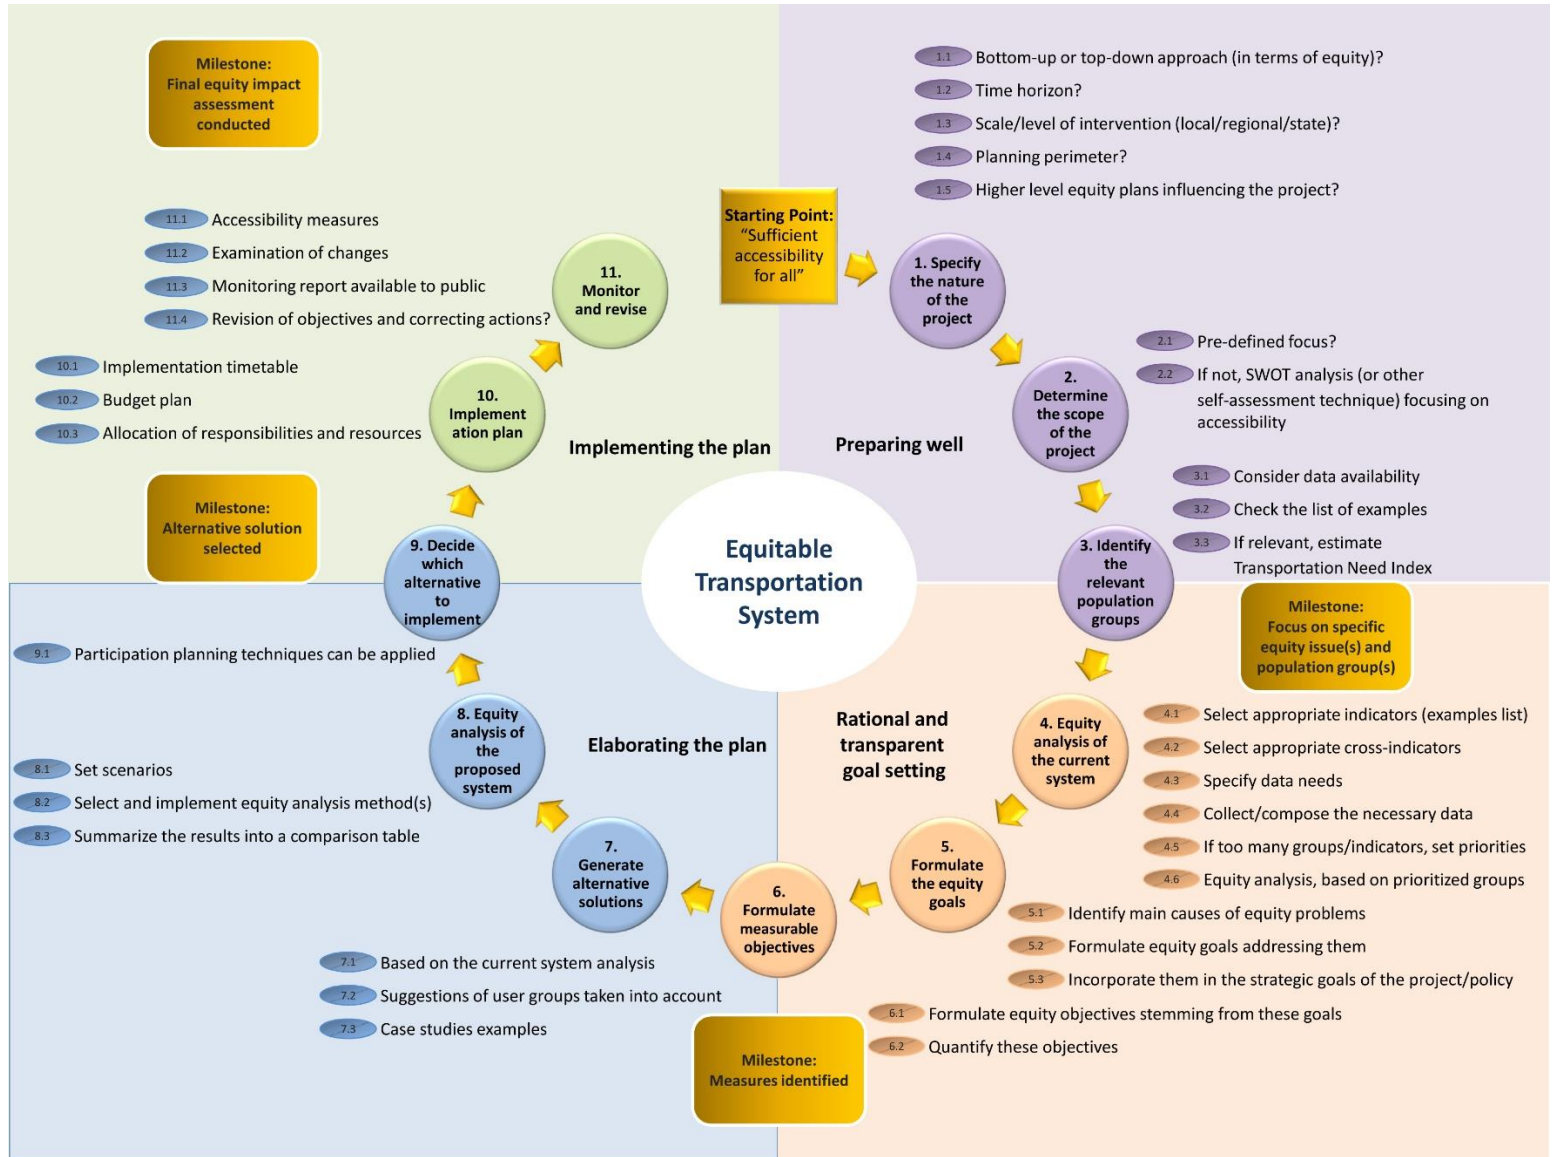 Milestone:
Final equity impact
assessment
conducted
1.1 Bottom-up or top-down approach (in terms of equity)?
1.2 Time horizon?
1.3 Scale/level of intervention (local/regional/state)?
1.4 Planning perimeter?
1.5 Higher level equity plans influencing the project?
Starting Point:
“Sufficient
accessibility
for all”
1. Specify
the nature
of the
project
2.1 Pre-defined focus?
2.2 If not, SWOT analysis (or other
self-assessment technique) focusing on
accessibility
2.
Determine
the scope
of the
project
Preparing well
3.1 Consider data availability
3.2 Check the list of examples
3.3 If relevant, estimate
Transportation Need Index
3. Identify
the
relevant
population
groups
Milestone:
Focus on specific
equity issue(s) and
population group(s)
Equitable
Transportation
System
Rational and
transparent
goal setting
4. Equity
analysis of
the current
system
4.1 Select appropriate indicators (examples list)
4.2 Select appropriate cross-indicators
4.3 Specify data needs
4.4 Collect/compose the necessary data
4.5 If too many groups/indicators, set priorities
4.6 Equity analysis, based on prioritized groups
5.
Formulate
the equity
goals
5.1 Identify main causes of equity problems
5.2 Formulate equity goals addressing them
5.3 Incorporate them in the strategic goals of the project/policy
6.
Formulate
measurable
objectives
6.1 Formulate equity objectives stemming from these goals
6.2 Quantify these objectives
Milestone:
Measures identified
7.
Generate
alternative
solutions
7.1 Based on the current system analysis
7.2 Suggestions of user groups taken into account
7.3 Case studies examples
Elaborating the plan
8. Equity
analysis of
the
proposed
system
8.1 Set scenarios
8.2 Select and implement equity analysis method(s)
8.3 Summarize the results into a comparison table
9. Decide
which
alternative
to
implement
9.1 Participation planning techniques can be applied
Milestone:
Alternative solution
selected
Implementing the plan
10.
Implement
ation plan
10.1 Implementation timetable
10.2 Budget plan
10.3 Allocation of responsibilities and resources
11.
Monitor
and revise
11.1 Accessibility measures
11.2 Examination of changes
11.3 Monitoring report available to public
11.4 Revision of objectives and correcting actions?